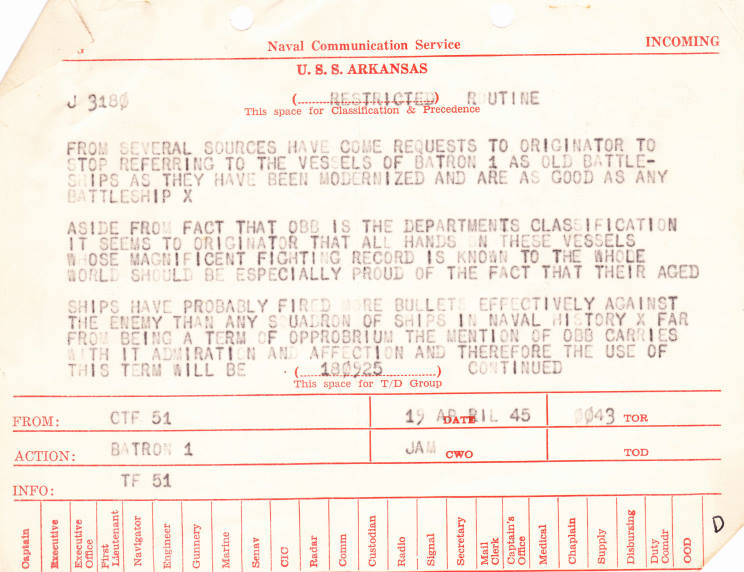 Naval Communication Service INCOMING
U. S. S. ARKANSAS
J 3180 (RESTRICTED) ROUTINE
This space for Classification & Precedence
FROM SEVERAL SOURCES HAVE COME REQUESTS TO ORIGINATOR TO
STOP REFERRING TO THE VESSELS OF BATRON 1 AS OLD BATTLE-
SHIPS AS THEY HAVE BEEN MODERNIZED AND ARE AS GOOD AS ANY
BATTLESHIP X
ASIDE FROM FACT THAT OBB IS THE DEPARTMENTS CLASSIFICATION
IT SEEMS TO ORIGINATOR THAT ALL HANDS ON THESE VESSELS
WHOSE MAGNIFICENT FIGHTING RECORD IS KNOWN TO THE WHOLE
WORLD SHOULD BE ESPECIALLY PROUD OF THE FACT THAT THEIR AGED
SHIPS HAVE PROBABLY FIRED MORE BULLETS EFFECTIVELY AGAINST
THE ENEMY THAN ANY SQUADRON OF SHIPS IN NAVAL HISTORY X FAR
FROM BEING A TERM OF OPPROBRIUM THE MENTION OF OBB CARRIES
WITH IT ADMIRATION AND AFFECTION AND THEREFORE THE USE OF
THIS TERM WILL BE (180925) CONTINUED
This space for T/D Group
FROM: CTF 51 19 APRIL 45 DATE 0043 TOR
ACTION: BATRON 1 JAM CWO TOD
INFO: TF 51
Captain
Executive
Executive Office
First Lieutenant
Navigator
Engineer
Gunnery
Marine
Senav
CIC
Radar
Comm
Custodian
Radio
Signal
Secretary
Mail Clerk
Captain's Office
Medical
Chaplain
Supply
Disbursing
Duty Comdr
OOD
D